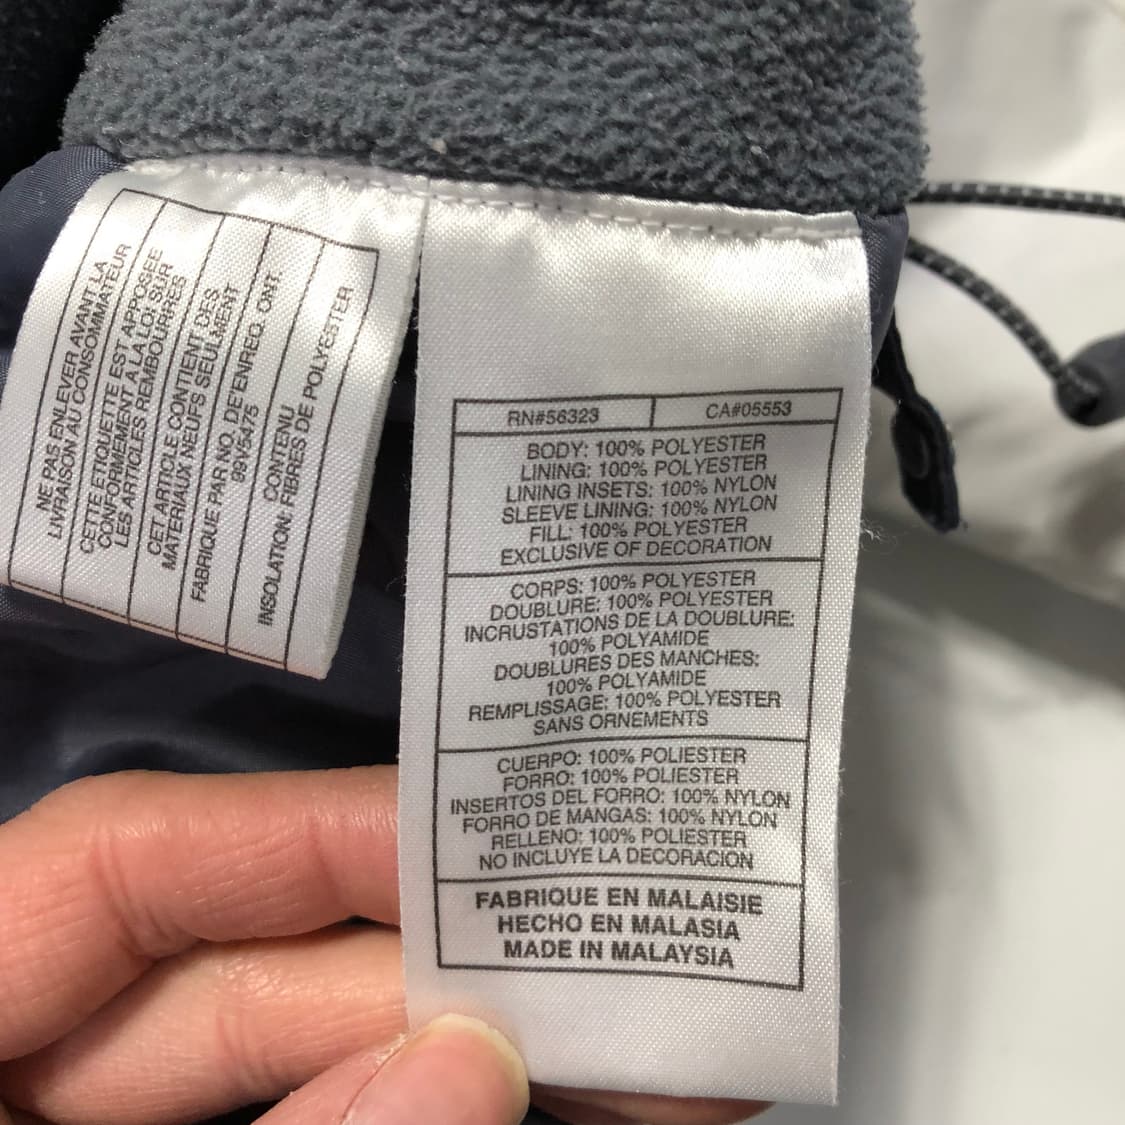 NE PAS ENLEVER AVANT LA
LIVRAISON AU CONSOMMATEUR
CETTE ETIQUETTE EST APPOSEE
CONFORMEMENT A LA LOI SUR
LES ARTICLES REMBOURRES
CET ARTICLE CONTIENT DES
MATERIAUX NEUFS SEULMENT
FABRIQUE PAR NO. DE'ENREQ. ONT.
99V5475
CONTENU
INSOLATION: FIBRES DE POLYESTER
RN#56323
CA#05553
BODY: 100% POLYESTER
LINING: 100% POLYESTER
LINING INSETS: 100% NYLON
SLEEVE LINING: 100% NYLON
FILL: 100% POLYESTER
EXCLUSIVE OF DECORATION
CORPS: 100% POLYESTER
DOUBLURE: 100% POLYESTER
INCRUSTATIONS DE LA DOUBLURE:
100% POLYAMIDE
DOUBLURES DES MANCHES:
100% POLYAMIDE
REMPLISSAGE: 100% POLYESTER
SANS ORNEMENTS
CUERPO: 100% POLIESTER
FORRO: 100% POLIESTER
INSERTOS DEL FORRO: 100% NYLON
FORRO DE MANGAS: 100% NYLON
RELLENO: 100% POLIESTER
NO INCLUYE LA DECORACION
FABRIQUE EN MALAISIE
HECHO EN MALASIA
MADE IN MALAYSIA